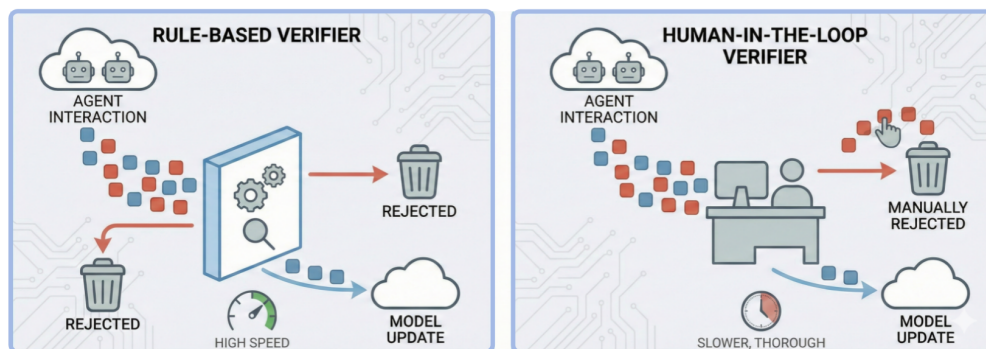 RULE-BASED VERIFIER
AGENT
INTERACTION
REJECTED
REJECTED
HIGH SPEED
MODEL
UPDATE
HUMAN-IN-THE-LOOP
VERIFIER
AGENT
INTERACTION
MANUALLY
REJECTED
SLOWER, THOROUGH
MODEL
UPDATE